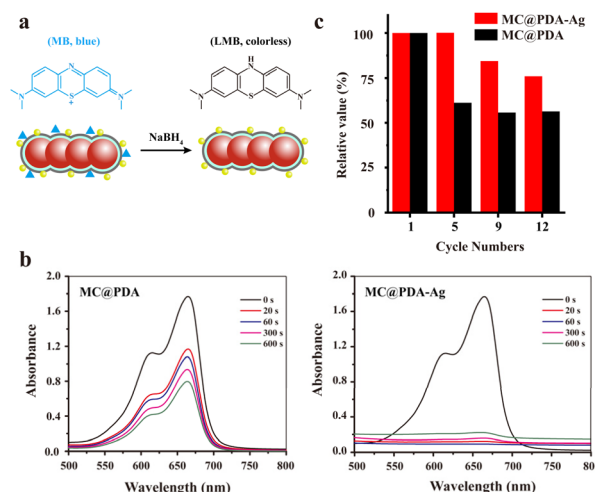 a
(MB, blue)
(LMB, colorless)
N
N
S
+
N
H
N
N
S
N
NaBH4
c
MC@PDA-Ag
MC@PDA
Relative value (%)
100
75
50
25
0
1 5 9 12
Cycle Numbers
b
MC@PDA
0 s
20 s
60 s
300 s
600 s
Absorbance
2.0
1.6
1.2
0.8
0.4
0.0
500 550 600 650 700 750 800
Wavelength (nm)
MC@PDA-Ag
0 s
20 s
60 s
300 s
600 s
Absorbance
2.0
1.6
1.2
0.8
0.4
0.0
500 550 600 650 700 750 800
Wavelength (nm)